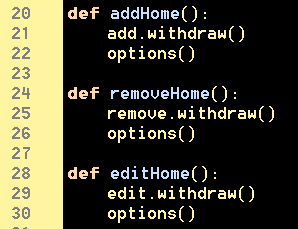 20 def addHome():
21     add.withdraw()
22     options()
23
24 def removeHome():
25     remove.withdraw()
26     options()
27
28 def editHome():
29     edit.withdraw()
30     options()